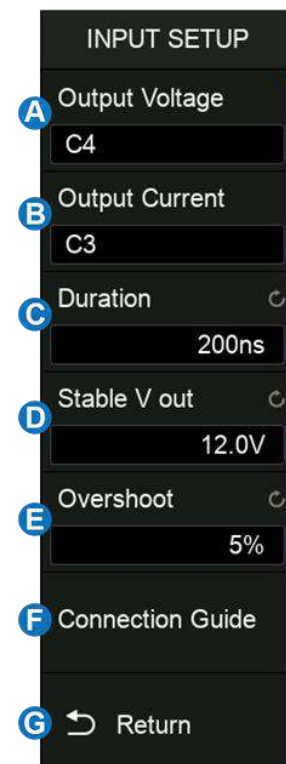 INPUT SETUP
A Output Voltage
C4
B Output Current
C3
C Duration
200ns
D Stable V out
12.0V
E Overshoot
5%
F Connection Guide
G Return